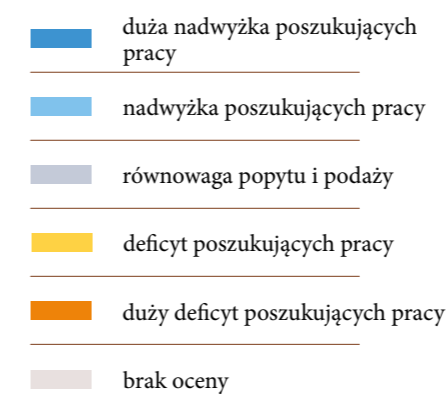 duża nadwyżka poszukujących
pracy
nadwyżka poszukujących pracy
równowaga popytu i podaży
deficyt poszukujących pracy
duży deficyt poszukujących pracy
brak oceny